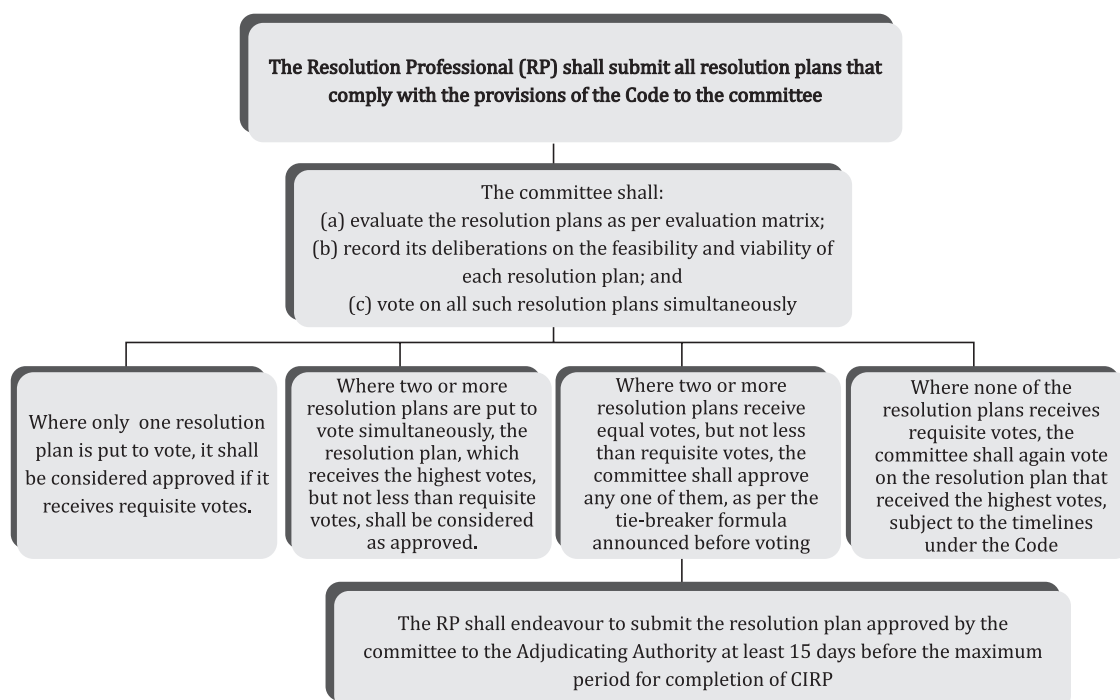 The Resolution Professional (RP) shall submit all resolution plans that
comply with the provisions of the Code to the committee
The committee shall:
(a) evaluate the resolution plans as per evaluation matrix;
(b) record its deliberations on the feasibility and viability of
each resolution plan; and
(c) vote on all such resolution plans simultaneously
Where only one resolution
plan is put to vote, it shall
be considered approved if it
receives requisite votes.
Where two or more
resolution plans are put to
vote simultaneously, the
resolution plan, which
receives the highest votes,
but not less than requisite
votes, shall be considered
as approved.
Where two or more
resolution plans receive
equal votes, but not less
than requisite votes, the
committee shall approve
any one of them, as per the
tie-breaker formula
announced before voting
Where none of the
resolution plans receives
requisite votes, the
committee shall again vote
on the resolution plan that
received the highest votes,
subject to the timelines
under the Code
The RP shall endeavour to submit the resolution plan approved by the
committee to the Adjudicating Authority at least 15 days before the maximum
period for completion of CIRP